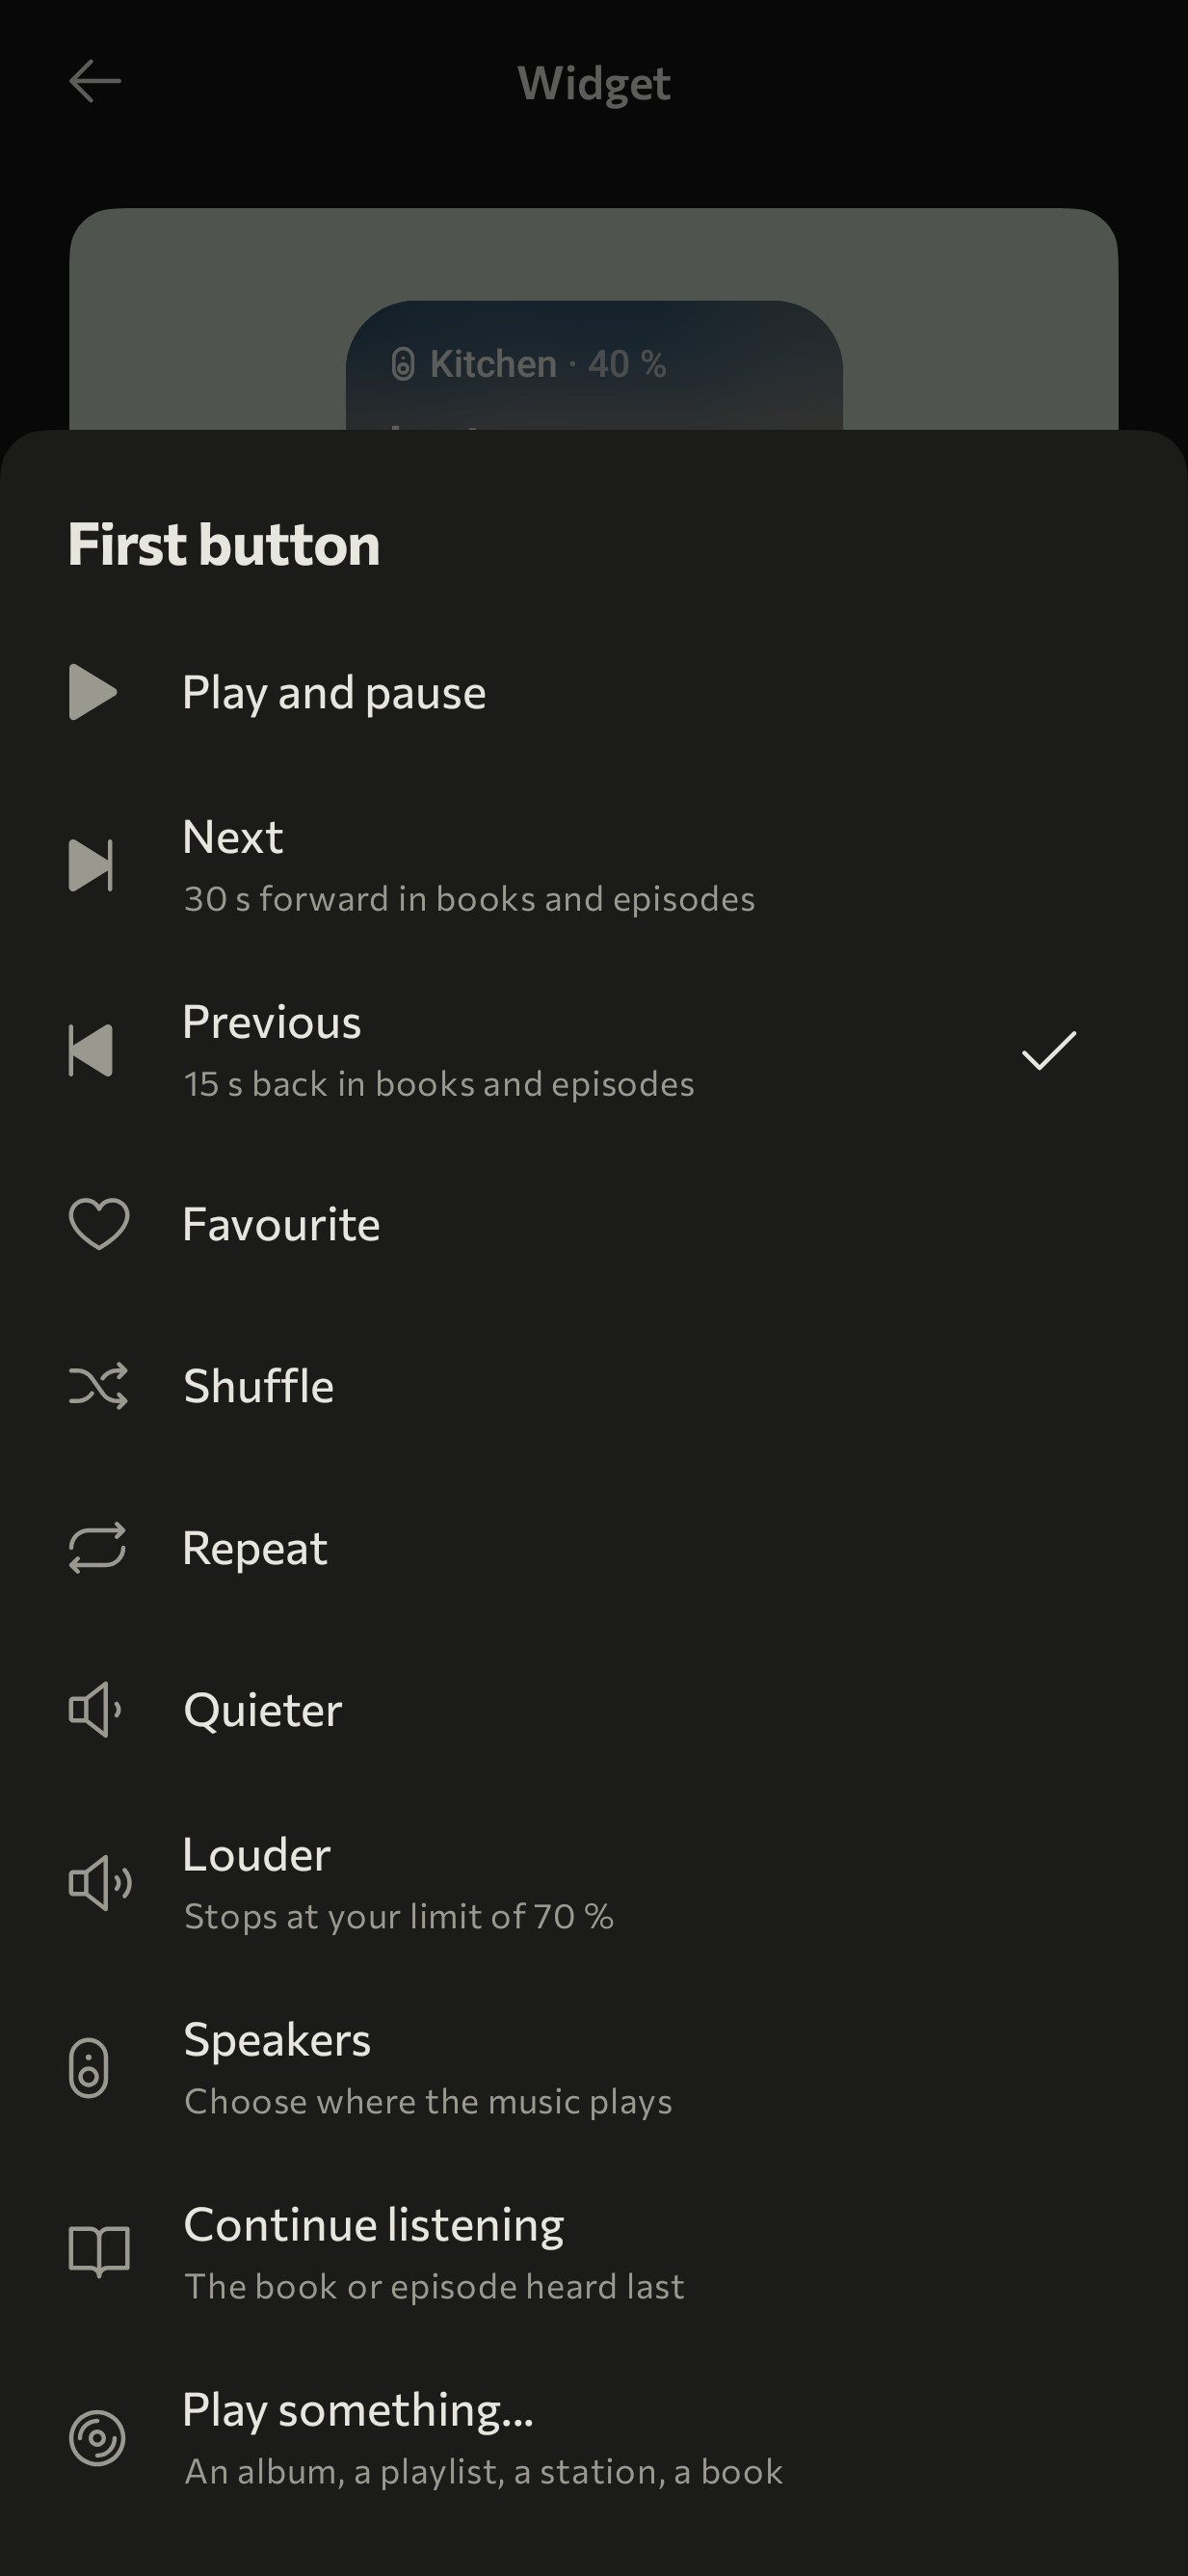 Widget
Kitchen · 40 %
First button
Play and pause
Next
30 s forward in books and episodes
Previous
15 s back in books and episodes
Favourite
Shuffle
Repeat
Quieter
Louder
Stops at your limit of 70 %
Speakers
Choose where the music plays
Continue listening
The book or episode heard last
Play something...
An album, a playlist, a station, a book